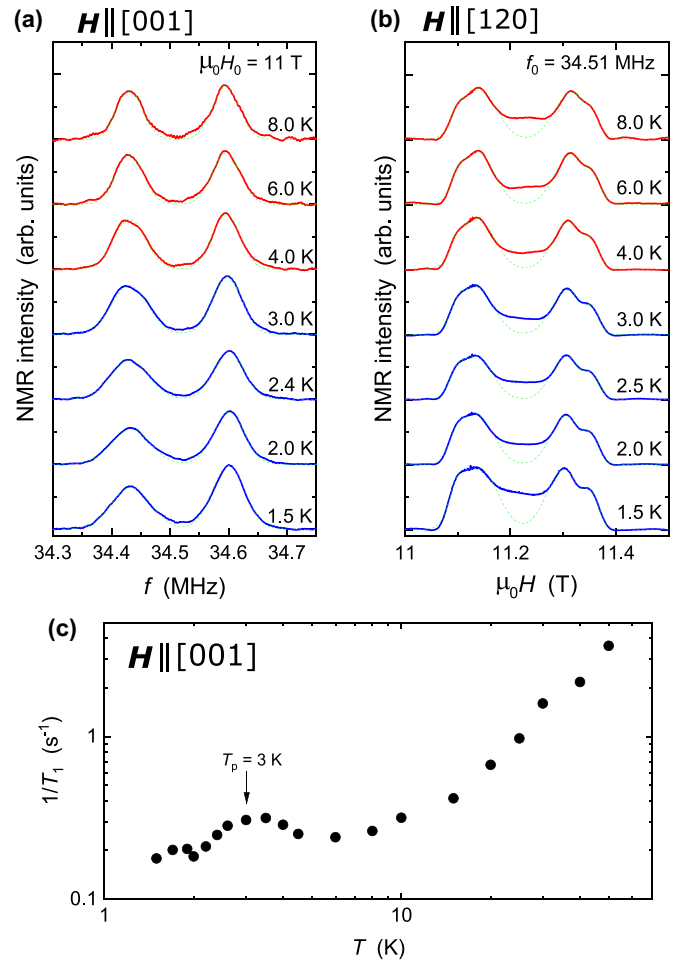 (a) H || [001]
μ₀H₀ = 11 T
8.0 K
6.0 K
4.0 K
3.0 K
2.4 K
2.0 K
1.5 K
NMR intensity (arb. units)
34.3 34.4 34.5 34.6 34.7
f (MHz)
(b) H || [120]
f₀ = 34.51 MHz
8.0 K
6.0 K
4.0 K
3.0 K
2.5 K
2.0 K
1.5 K
NMR intensity (arb. units)
11 11.2 11.4
μ₀H (T)
(c)
H || [001]
Tₚ = 3 K
1/T₁ (s⁻¹)
1
0.1
1 10
T (K)